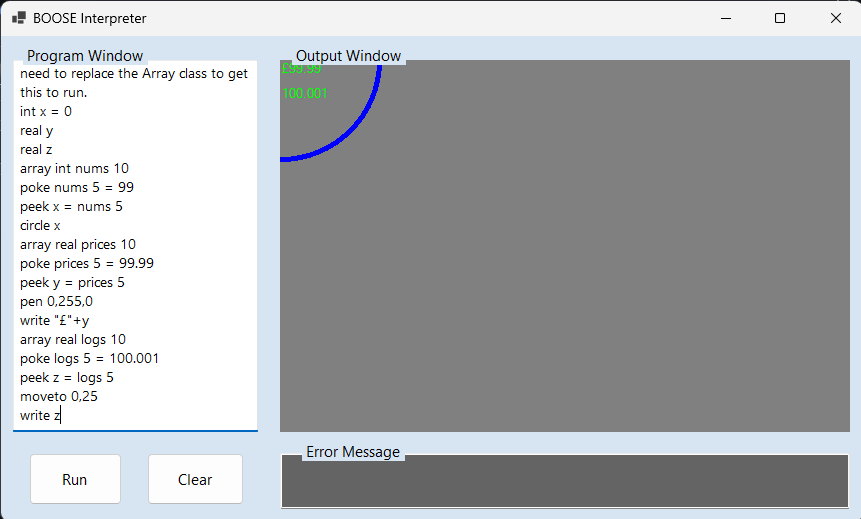 BOOSE Interpreter
Program Window
need to replace the Array class to get
this to run.
int x = 0
real y
real z
array int nums 10
poke nums 5 = 99
peek x = nums 5
circle x
array real prices 10
poke prices 5 = 99.99
peek y = prices 5
pen 0,255,0
write "£"+y
array real logs 10
poke logs 5 = 100.001
peek z = logs 5
moveto 0,25
write z
Run
Clear
Output Window
£99.99
100.001
Error Message